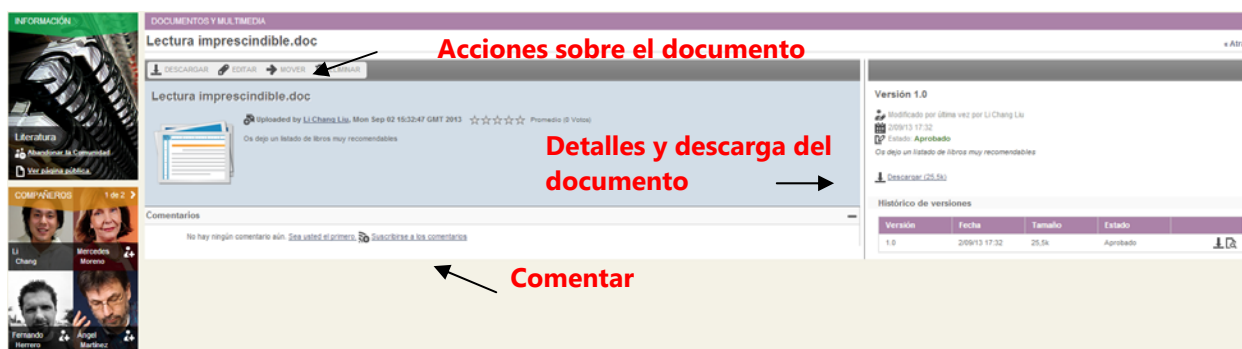 INFORMACIÓN
Literatura
Abandonar la Comunidad
Ver página pública.
COMPAÑEROS 1 de 2
Li Chang
Mercedes Moreno
Fernando Herrero
Ángel Martínez
DOCUMENTOS Y MULTIMEDIA
Lectura imprescindible.doc
« Atr
Acciones sobre el documento
DESCARGAR EDITAR MOVER
Lectura imprescindible.doc
Uploaded by Li Chang Liu, Mon Sep 02 15:32:47 GMT 2013 Promedio (0 Votos)
Os dejo un listado de libros muy recomendables
Detalles y descarga del
documento
Comentarios
No hay ningún comentario aún. Sea usted el primero. Suscribirse a los comentarios
Comentar
Versión 1.0
Modificado por última vez por Li Chang Liu
2/09/13 17:32
Estado: Aprobado
Os dejo un listado de libros muy recomendables
Descargar (25,5k)
Histórico de versiones
Versión Fecha Tamaño Estado
1.0 2/09/13 17:32 25,5k Aprobado